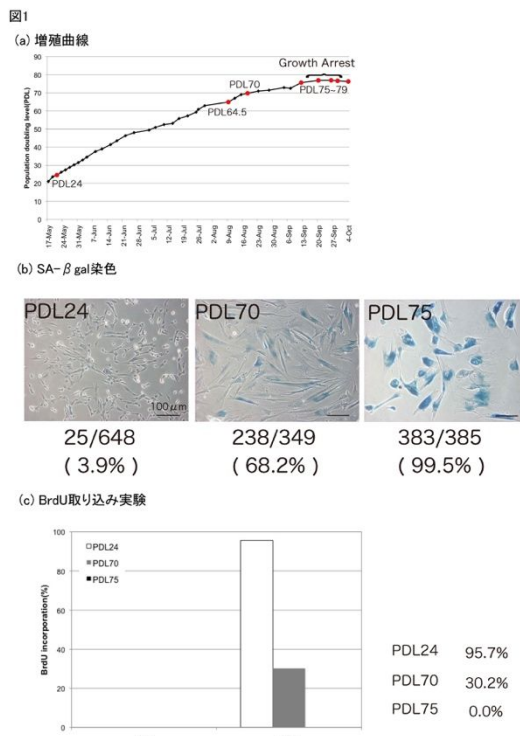 図1
(a) 増殖曲線
Growth Arrest
Population doubling level(PDL)
90
80
70
60
50
40
30
20
10
0
PDL24
PDL64.5
PDL70
PDL75~79
17-May
24-May
31-May
7-Jun
14-Jun
21-Jun
28-Jun
5-Jul
12-Jul
19-Jul
26-Jul
2-Aug
9-Aug
16-Aug
23-Aug
30-Aug
6-Sep
13-Sep
20-Sep
27-Sep
4-Oct
(b) SA-βgal染色
PDL24 PDL70 PDL75
100μm
25/648 238/349 383/385
( 3.9% ) ( 68.2% ) ( 99.5% )
(c) BrdU取り込み実験
BrdU incorporation(%)
100
80
60
40
20
0
PDL24
PDL70
PDL75
PDL24 95.7%
PDL70 30.2%
PDL75 0.0%